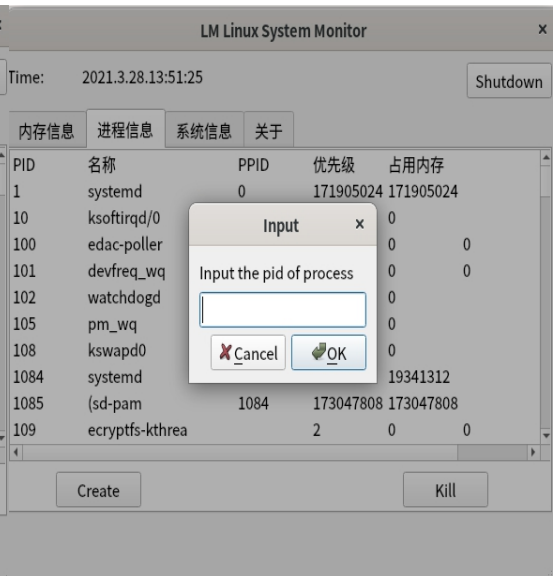 LM Linux System Monitor ×
Time: 2021.3.28.13:51:25 Shutdown
内存信息 进程信息 系统信息 关于
PID 名称 PPID 优先级 占用内存
1 systemd 0 171905024 171905024
10 ksoftirqd/0 0
100 edac-poller 0 0
101 devfreq_wq 0 0
102 watchdogd 0
105 pm_wq 0
108 kswapd0 0
1084 systemd 19341312
1085 (sd-pam 1084 173047808 173047808
109 ecryptfs-kthrea 2 0 0
Create Kill
Input ×
Input the pid of process
Cancel OK